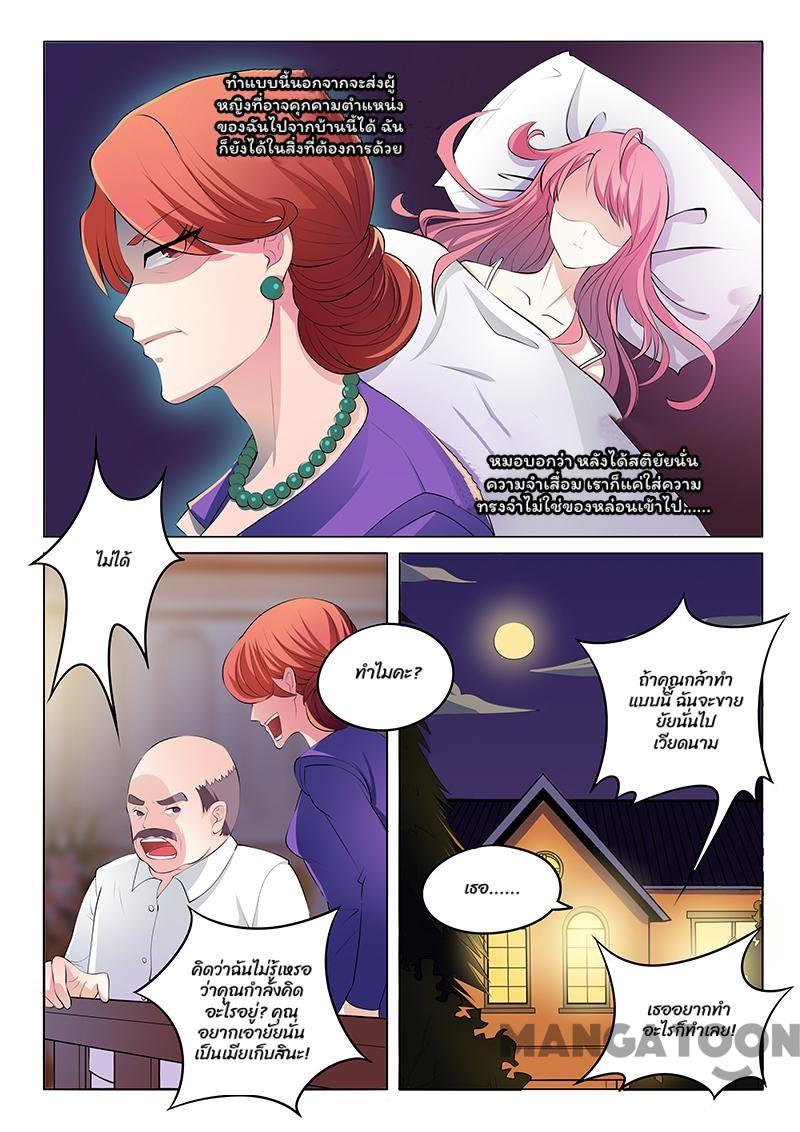 ทำแบบนี้นอกจากจะส่งผู้
หญิงที่อาจคุกคามตำแหน่ง
ของฉันไปจากบ้านนี้ได้ ฉัน
ก็ยังได้ในสิ่งที่ต้องการด้วย
หมอบอกว่า หลังได้สติยัยนั่น
ความจำเสื่อม เราก็แค่ใส่ความ
ทรงจำไม่ใช่ของหล่อนเข้าไป......
ไม่ได้
ทำไมคะ?
คิดว่าฉันไม่รู้เหรอ
ว่าคุณกำลังคิด
อะไรอยู่? คุณ
อยากเอายัยนั่น
เป็นเมียเก็บสินะ!
ถ้าคุณกล้าทำ
แบบนี้ ฉันจะขาย
ยัยนั่นไป
เวียดนาม
เธอ......
เธออยากทำ
อะไรก็ทำเลย!
MANGATOON